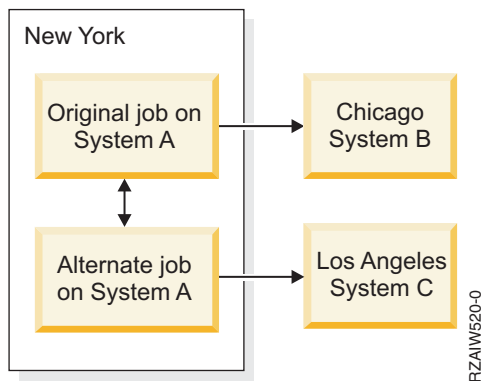 New York
Original job on
System A
Chicago
System B
Alternate job
on System A
Los Angeles
System C
RZAIW520-0